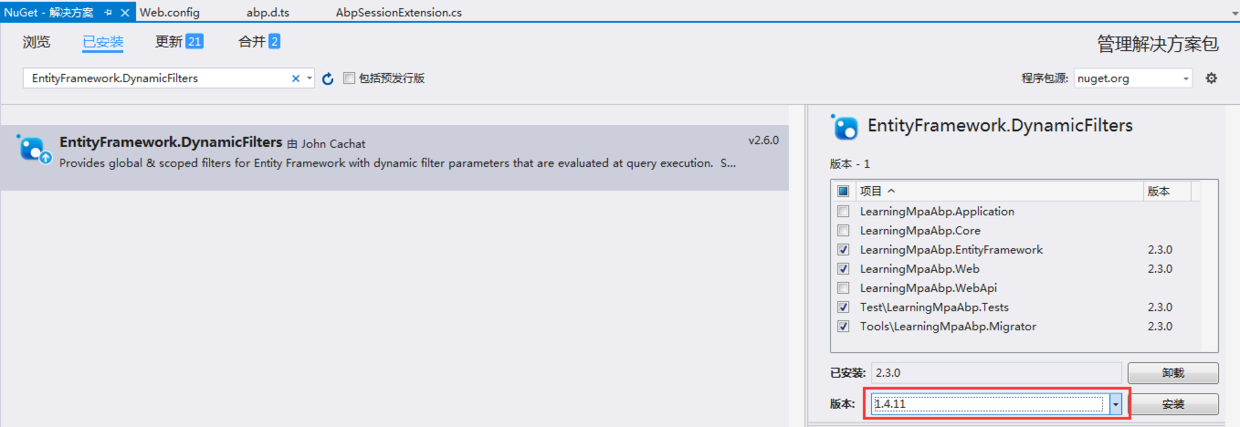 NuGet - 解决方案 Web.config abp.d.ts AbpSessionExtension.cs
浏览 已安装 更新 21 合并 2 管理解决方案包
EntityFramework.DynamicFilters 包括预发行版 程序包源: nuget.org
EntityFramework.DynamicFilters 由 John Cachat v2.6.0
Provides global & scoped filters for Entity Framework with dynamic filter parameters that are evaluated at query execution. S...
EntityFramework.DynamicFilters
版本 - 1
项目 版本
LearningMpaAbp.Application
LearningMpaAbp.Core
LearningMpaAbp.EntityFramework 2.3.0
LearningMpaAbp.Web 2.3.0
LearningMpaAbp.WebApi
Test\LearningMpaAbp.Tests 2.3.0
Tools\LearningMpaAbp.Migrator 2.3.0
已安装: 2.3.0 卸载
版本: 1.4.11 安装